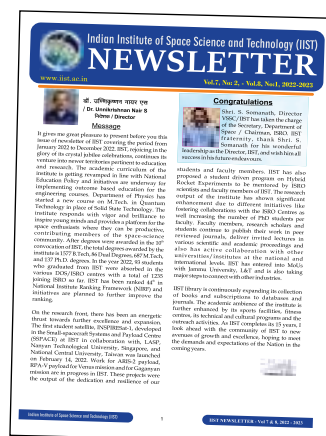 Indian Institute of Space Science and Technology (IIST)
NEWSLETTER
www.iist.ac.in
Vol.7, No: 2. - Vol.8, No:1, 2022-2023
डॉ. उण्णिकृष्णन नायर एस
/ Dr. Unnikrishnan Nair S
निदेशक / Director
Message
It gives me great pleasure to present before you this
issue of newsletter of IIST covering the period from
January 2022 to December 2022. IIST, rejoicing in the
glory of the crystal jubilee celebrations, continues its
venture into newer territories pertinent to education
and research. The academic curriculum of the
institute is getting revamped in line with National
Education Policy and initiatives are underway for
implementing outcome based education for the
engineering courses. Department of Physics has
started a new course on M.Tech. in Quantum
Technology in place of Solid State Technology. The
institute responds with vigor and brilliance to
inspire young minds and provides a platform for the
space enthusiasts where they can be productive,
contributing members of the space-science
community. After degrees were awarded in the 10th
convocation of IIST, the total degrees awarded by the
institute is 1577 B.Tech, 86 Dual Degrees, 687 M.Tech,
and 137 Ph.D. degrees. In the year 2022, 93 students
who graduated from IIST were absorbed in the
various DOS/ISRO centres with a total of 1235
joining ISRO so far. IIST has been ranked 44th in
National Institute Ranking Framework (NIRF) and
initiatives are planned to further improve the
ranking.
On the research front, there has been an energetic
thrust towards further excellence and expansion.
The first student satellite, INSPIRESat-1, developed
in the Small-spacecraft Systems and Payload Centre
(SSPACE) at IIST in collaboration with, LASP,
Nanyan Technological University, Singapore, and
National Central University, Taiwan was launched
on February 14, 2022. Work for ARIS-2 payload,
RPA-V payload for Venus mission and for Gaganyan
mission are in progress at IIST. These projects were
the output of the dedication and resilience of our
Congratulations
Shri. S. Somanath, Director
VSSC/IIST has taken the charge
of the Secretary, Department of
Space / Chairman, ISRO. IIST
fraternity, thank Shri. S.
Somanath for his wonderful
leadership as the Director, IIST, and wish him all
success in his future endeavours.
students and faculty members. IIST has also
proposed a student driven program on Vyom
Rocket Experiments to be mentored by ISRO
scientists and faculty members of IIST. The research
output of the institute has shown significant
enhancement due to different initiatives like
fostering collaborations with the ISRO Centres as
well increasing the number of PhD students per
faculty. Faculty members, research scholars and
students continue to publish their work in peer
reviewed journals, deliver invited lectures in
various scientific and academic proceedings and
also has active collaboration with other
universities/institutes at the national and
international levels. IIST has entered into MoUs
with Jammu University, L&T and is also taking
major steps to connect with other industries.
IIST library is continuously expanding its collection
of books and subscriptions to databases and
journals. The academic ambience of the institute is
further enhanced by its sports facilities, fitness
centres, its technical and cultural programs and the
outreach activities. As IIST completes its 15 years, I
look ahead with the community of IIST to new
avenues of growth and excellence, hoping to meet
the demands and expectations of the Nation in the
coming years.
Indian Institute of Space Science and Technology (IIST)
1
IIST NEWSLETTER - Vol 7 & 8, 2022 - 2023